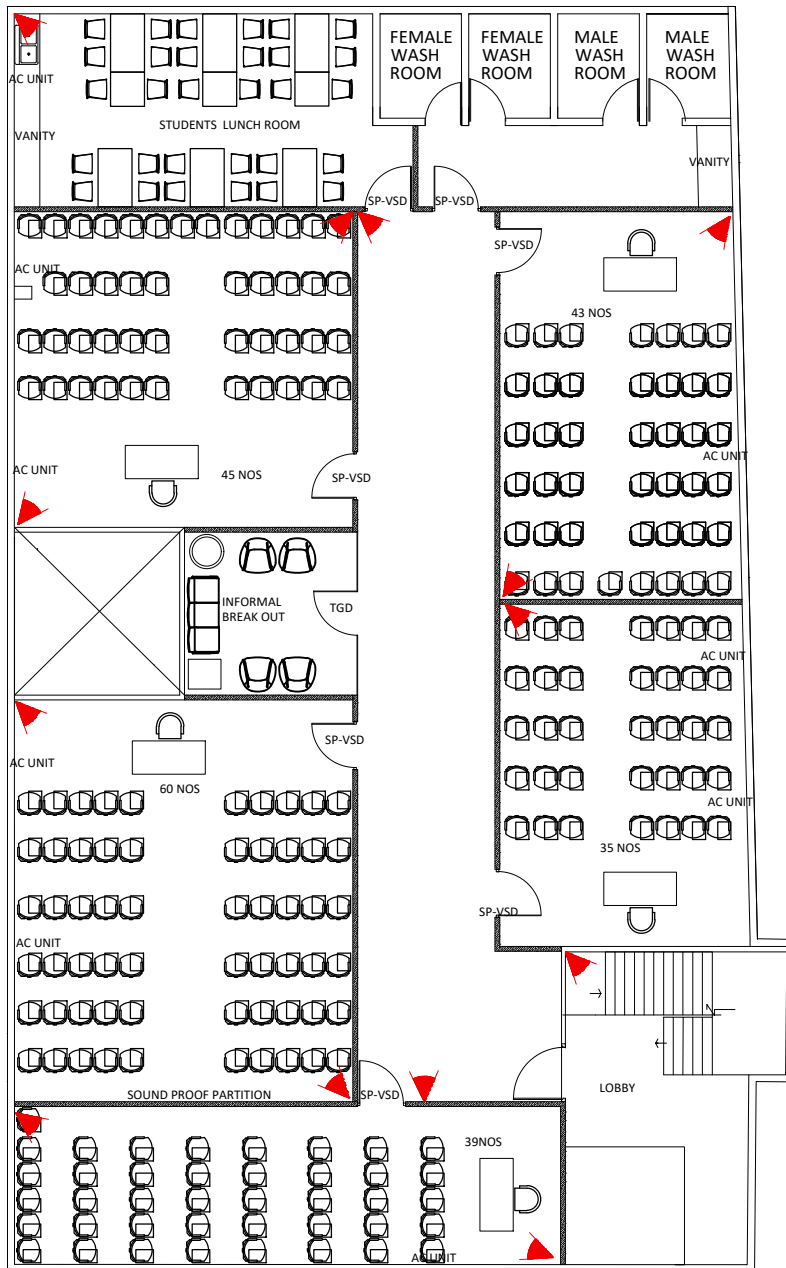 FEMALE
WASH
ROOM
FEMALE
WASH
ROOM
MALE
WASH
ROOM
MALE
WASH
ROOM
AC UNIT
STUDENTS LUNCH ROOM
VANITY
VANITY
SP-VSD
SP-VSD
SP-VSD
AC UNIT
43 NOS
AC UNIT
AC UNIT
45 NOS
SP-VSD
INFORMAL
BREAK OUT
TGD
AC UNIT
SP-VSD
AC UNIT
60 NOS
AC UNIT
35 NOS
SP-VSD
AC UNIT
SOUND PROOF PARTITION
SP-VSD
LOBBY
39NOS
AC UNIT